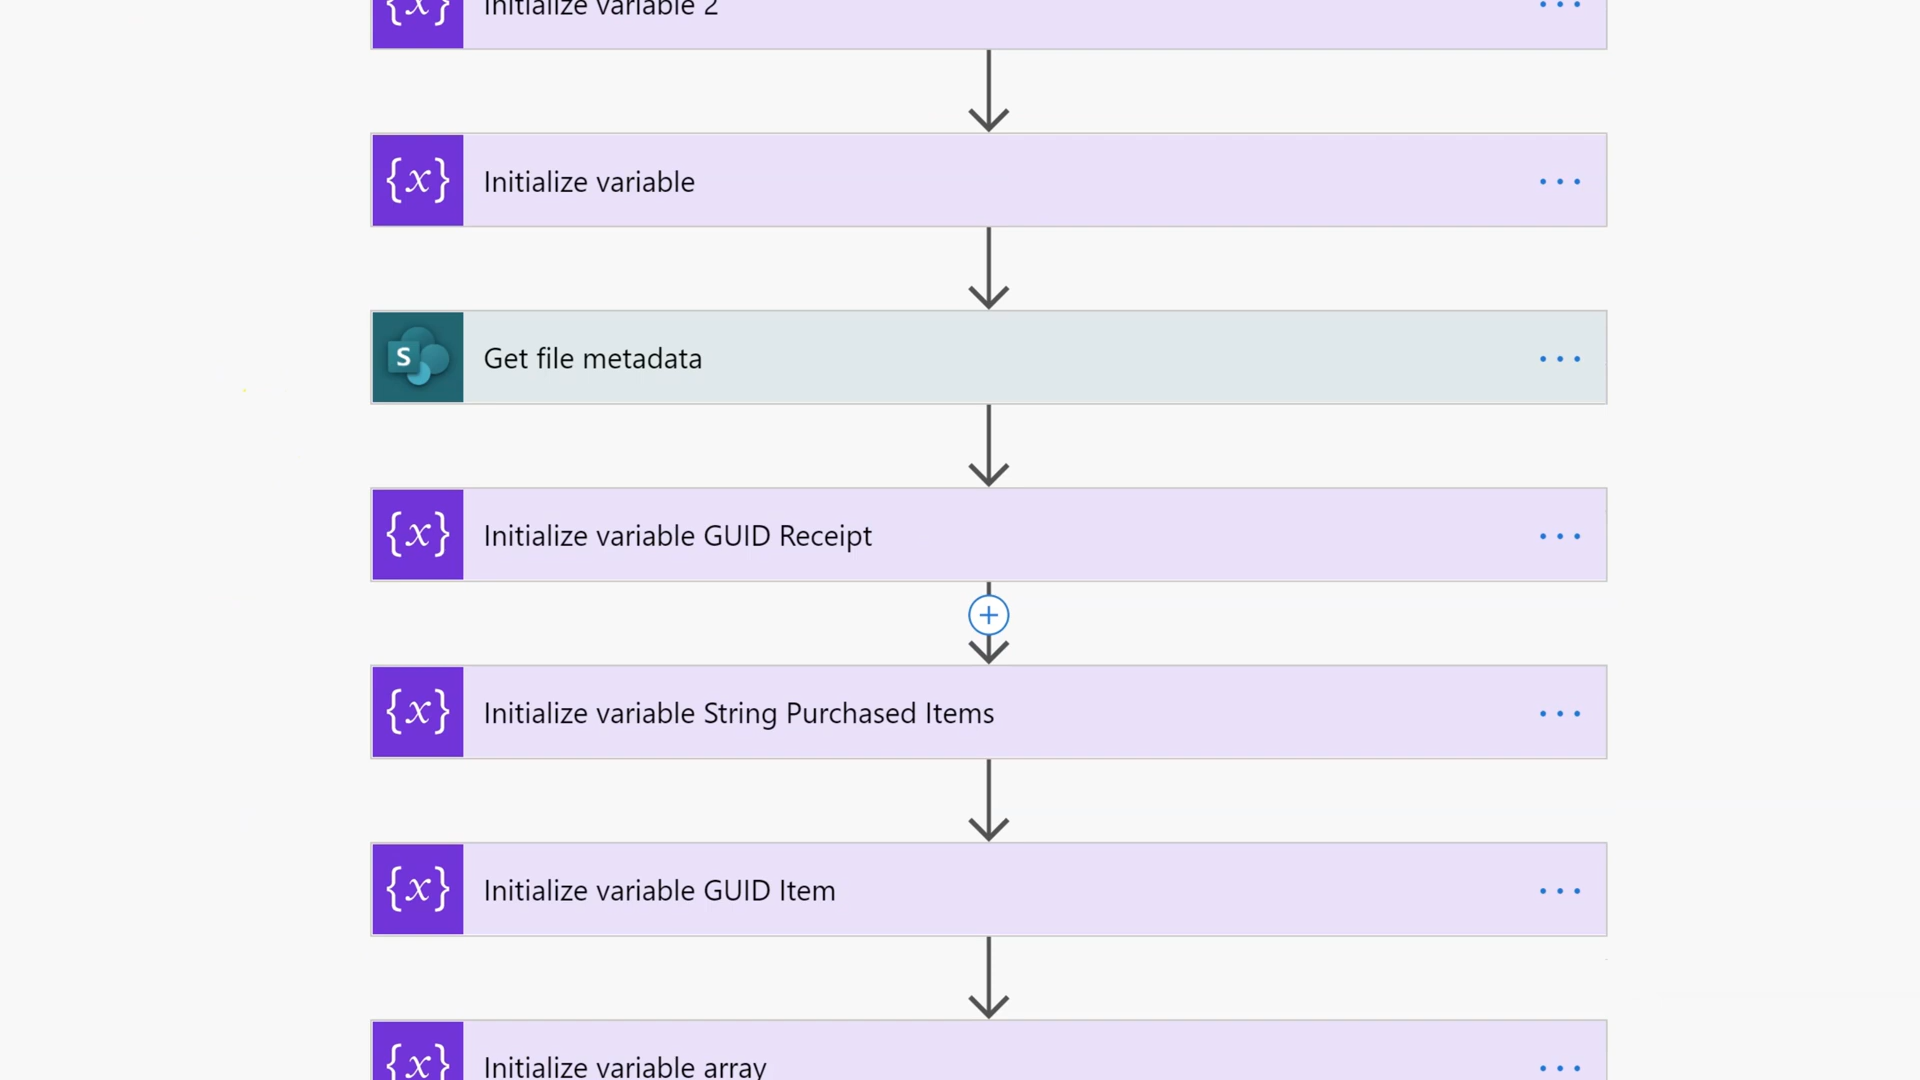 {x} Initialize variable 2
{x} Initialize variable
S Get file metadata
{x} Initialize variable GUID Receipt
{x} Initialize variable String Purchased Items
{x} Initialize variable GUID Item
{x} Initialize variable array